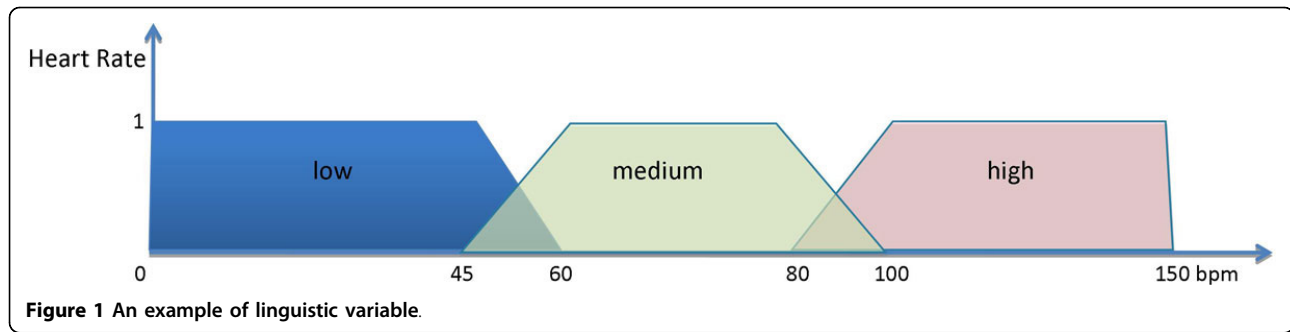 Heart Rate
1
low
medium
high
0
45
60
80
100
150 bpm
Figure 1 An example of linguistic variable.